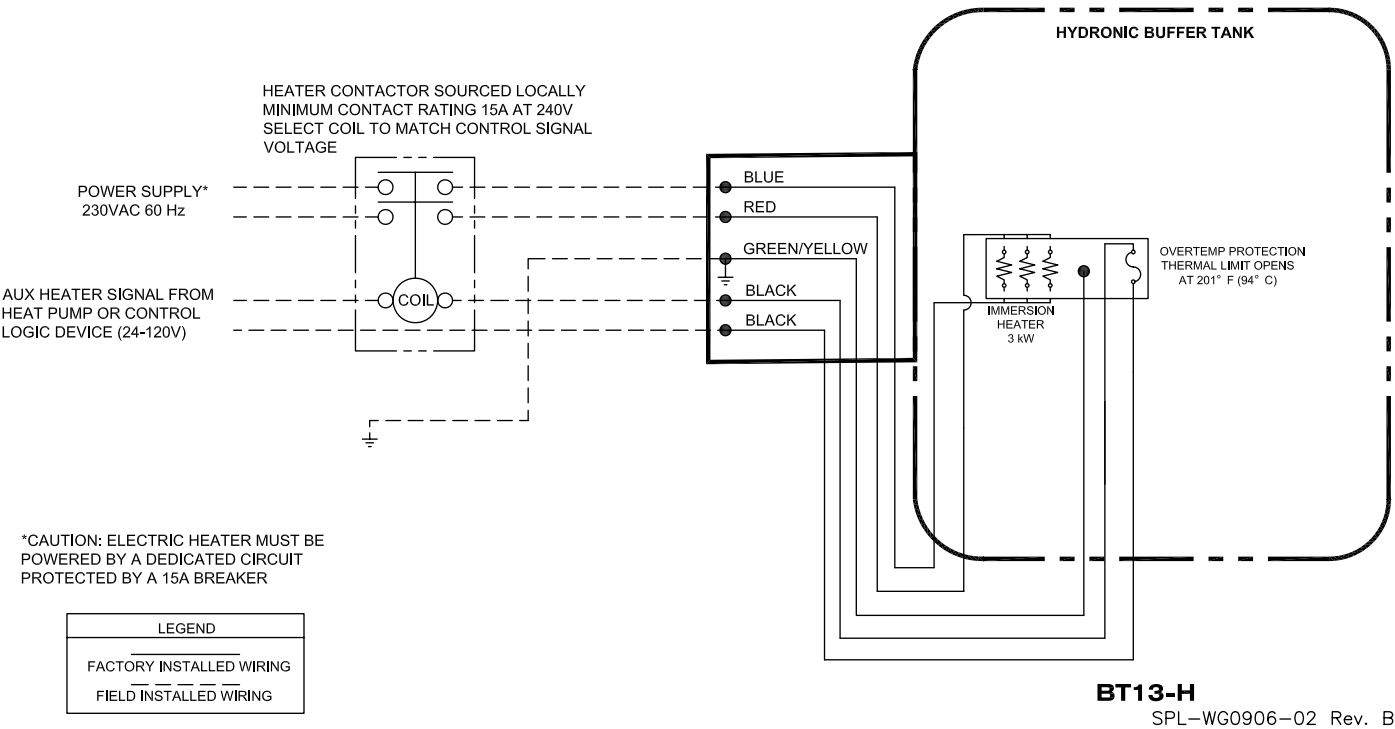 HYDRONIC BUFFER TANK
HEATER CONTACTOR SOURCED LOCALLY
MINIMUM CONTACT RATING 15A AT 240V
SELECT COIL TO MATCH CONTROL SIGNAL
VOLTAGE
POWER SUPPLY*
230VAC 60 Hz
BLUE
RED
GREEN/YELLOW
BLACK
BLACK
AUX HEATER SIGNAL FROM
HEAT PUMP OR CONTROL
LOGIC DEVICE (24-120V)
COIL
OVERTEMP PROTECTION
THERMAL LIMIT OPENS
AT 201° F (94° C)
IMMERSION
HEATER
3 kW
*CAUTION: ELECTRIC HEATER MUST BE
POWERED BY A DEDICATED CIRCUIT
PROTECTED BY A 15A BREAKER
LEGEND
FACTORY INSTALLED WIRING
FIELD INSTALLED WIRING
BT13-H
SPL-WG0906-02 Rev. B